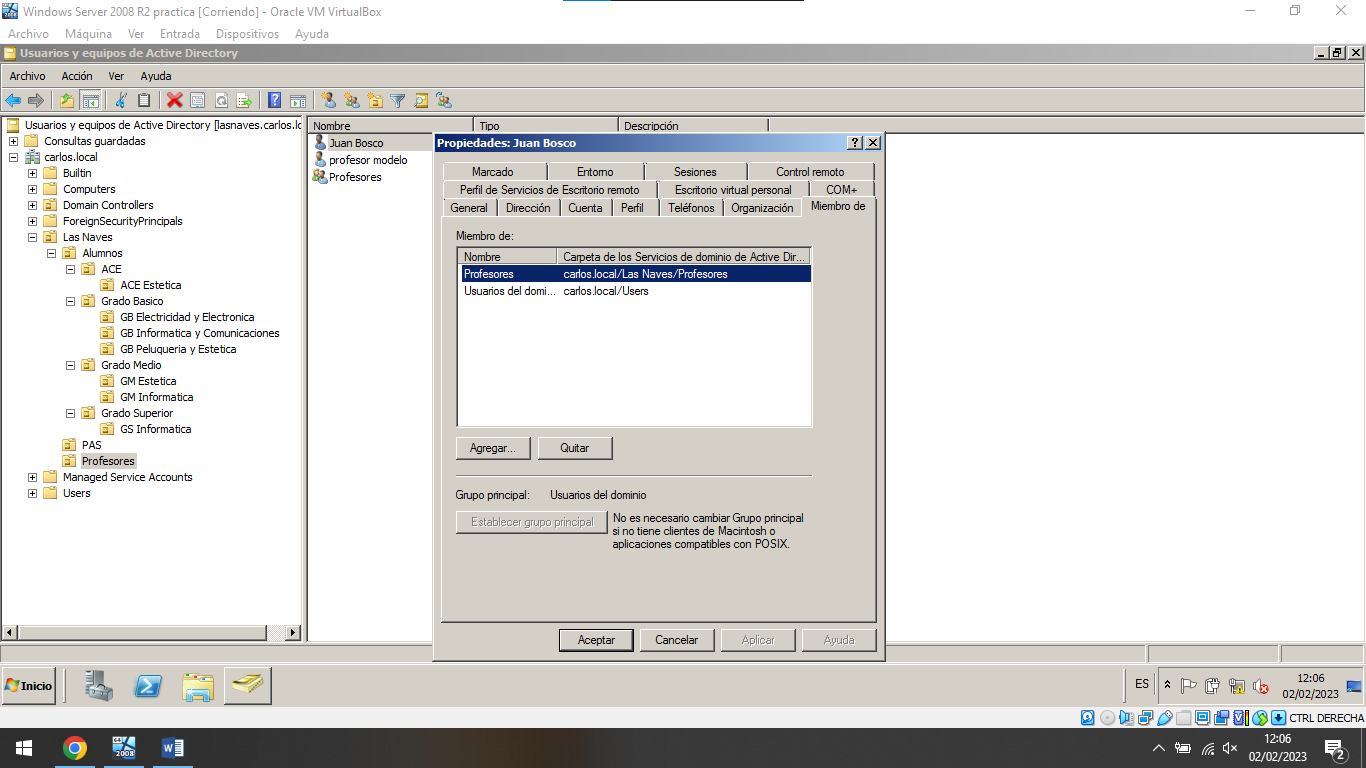 Windows Server 2008 R2 practica [Corriendo] - Oracle VM VirtualBox
Archivo Máquina Ver Entrada Dispositivos Ayuda
Usuarios y equipos de Active Directory
Archivo Acción Ver Ayuda
Usuarios y equipos de Active Directory [lasnaves.carlos.lc
Consultas guardadas
carlos.local
Builtin
Computers
Domain Controllers
ForeignSecurityPrincipals
Las Naves
Alumnos
ACE
ACE Estetica
Grado Basico
GB Electricidad y Electronica
GB Informatica y Comunicaciones
GB Peluqueria y Estetica
Grado Medio
GM Estetica
GM Informatica
Grado Superior
GS Informatica
PAS
Profesores
Managed Service Accounts
Users
Nombre Tipo Descripción
Juan Bosco
profesor modelo
Profesores
Propiedades: Juan Bosco
Marcado Entorno Sesiones Control remoto
Perfil de Servicios de Escritorio remoto Escritorio virtual personal COM+
General Dirección Cuenta Perfil Teléfonos Organización Miembro de
Miembro de:
Nombre Carpeta de los Servicios de dominio de Active Dir...
Profesores carlos.local/Las Naves/Profesores
Usuarios del domi... carlos.local/Users
Agregar... Quitar
Grupo principal: Usuarios del dominio
Establecer grupo principal
No es necesario cambiar Grupo principal
si no tiene clientes de Macintosh o
aplicaciones compatibles con POSIX.
Aceptar Cancelar Aplicar Ayuda
Inicio
ES
12:06
02/02/2023
CTRL DERECHA
2008
12:06
02/02/2023
2